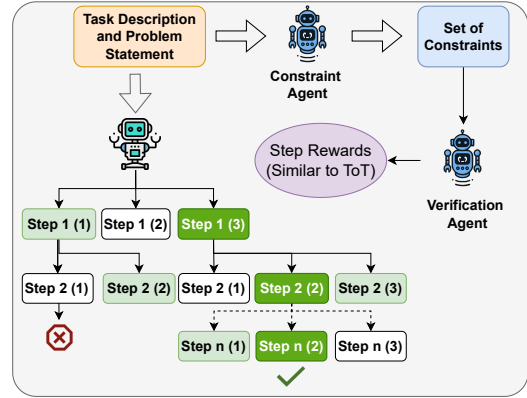 Task Description
and Problem
Statement
Constraint
Agent
Set of
Constraints
Step Rewards
(Similar to ToT)
Verification
Agent
Step 1 (1)
Step 1 (2)
Step 1 (3)
Step 2 (1)
Step 2 (2)
Step 2 (1)
Step 2 (2)
Step 2 (3)
Step n (1)
Step n (2)
Step n (3)